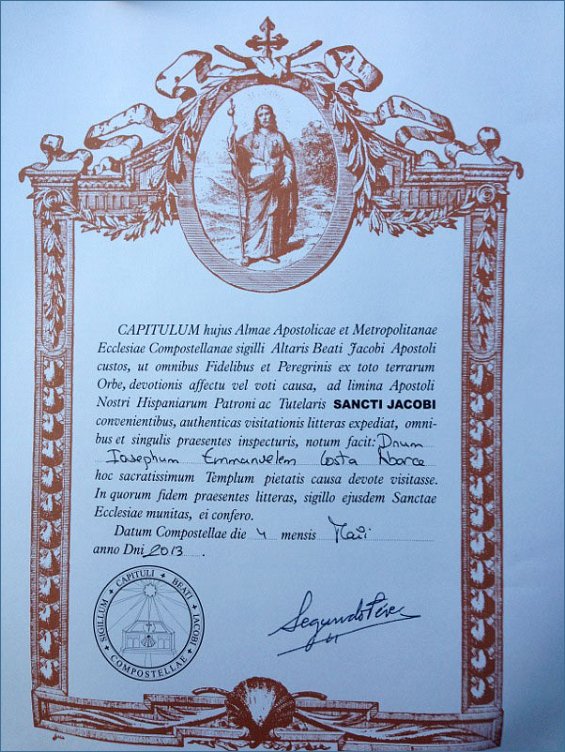 CAPITULUM hujus Almae Apostolicae et Metropolitanae
Ecclesiae Compostellanae sigilli Altaris Beati Jacobi Apostoli
custos, ut omnibus Fidelibus et Peregrinis ex toto terrarum
Orbe, devotionis affectu vel voti causa, ad limina Apostoli
Nostri Hispaniarum Patroni ac Tutelaris SANCTI JACOBI
convenientibus, authenticas visitationis litteras expediat, omni-
bus et singulis praesentes inspecturis, notum facit: Dnum
Iosephum Emmanuelem Costa
hoc sacratissimum Templum pietatis causa devote visitasse.
In quorum fidem praesentes litteras, sigillo ejusdem Sanctae
Ecclesiae munitas, ei confero.
Datum Compostellae die 4 mensis Maii
anno Dni 2013.
SIGILLUM ✦ CAPITULI ✦ BEATI ✦ JACOBI ✦ COMPOSTELLAE ✦
Segundo